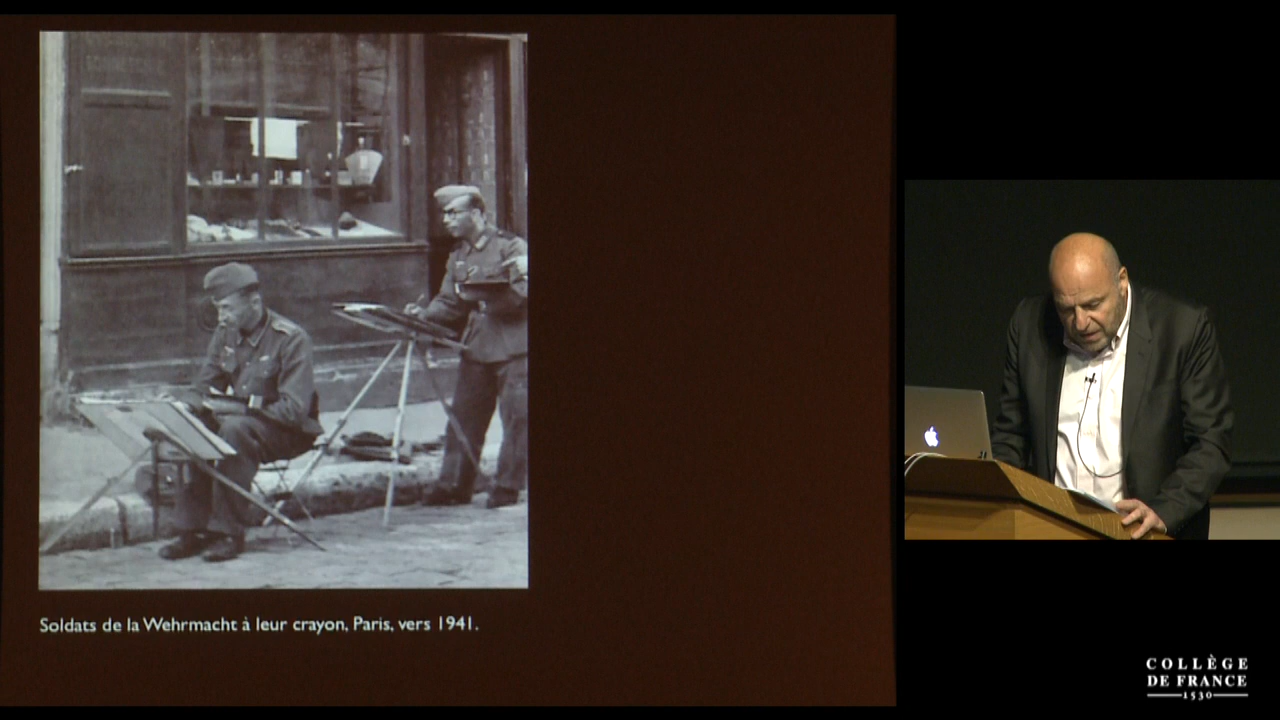 Soldats de la Wehrmacht à leur crayon, Paris, vers 1941.
COLLÈGE
DE FRANCE
1530